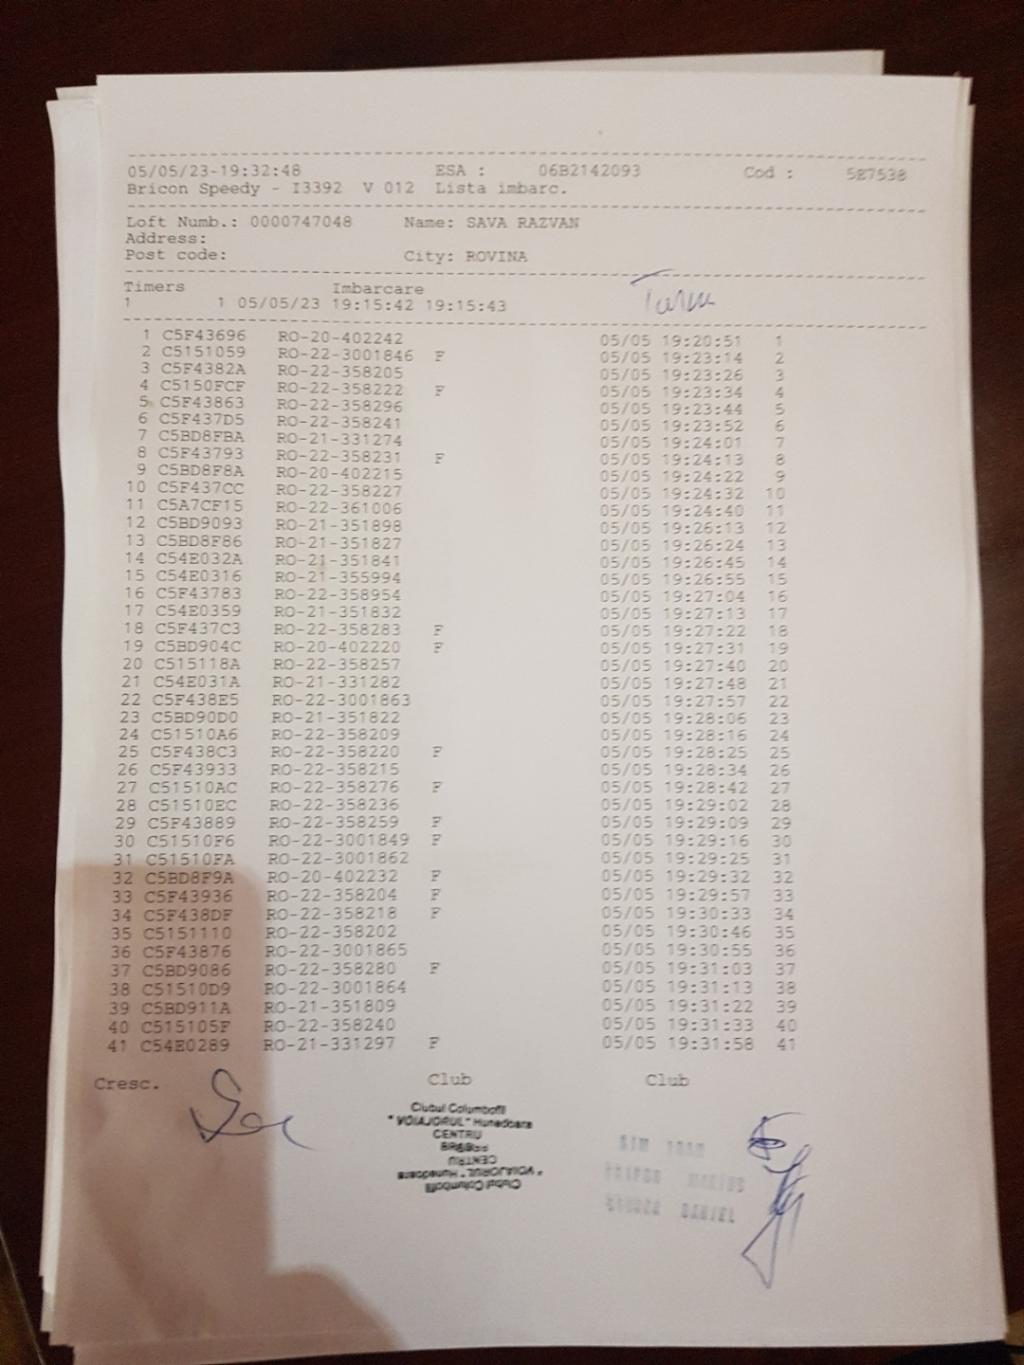 05/05/23-19:32:48 ESA : 06B2142093 Cod : 5E7538
Bricon Speedy - I3392 V 012 Lista imbarc.
Loft Numb.: 0000747048 Name: SAVA RAZVAN
Address:
Post code: City: ROVINA
Timers Imbarcare
1 1 05/05/23 19:15:42 19:15:43
1 C5F43696 RO-20-402242 05/05 19:20:51 1
2 C5151059 RO-22-3001846 F 05/05 19:23:14 2
3 C5F4382A RO-22-358205 05/05 19:23:26 3
4 C5150FCF RO-22-358222 F 05/05 19:23:34 4
5 C5F43863 RO-22-358296 05/05 19:23:44 5
6 C5F437D5 RO-22-358241 05/05 19:23:52 6
7 C5BD8FBA RO-21-331274 05/05 19:24:01 7
8 C5F43793 RO-22-358231 F 05/05 19:24:13 8
9 C5BD8F8A RO-20-402215 05/05 19:24:22 9
10 C5F437CC RO-22-358227 05/05 19:24:32 10
11 C5A7CF15 RO-22-361006 05/05 19:24:40 11
12 C5BD9093 RO-21-351898 05/05 19:26:13 12
13 C5BD8F86 RO-21-351827 05/05 19:26:24 13
14 C54E032A RO-21-351841 05/05 19:26:45 14
15 C54E0316 RO-21-355994 05/05 19:26:55 15
16 C5F43783 RO-22-358954 05/05 19:27:04 16
17 C54E0359 RO-21-351832 05/05 19:27:13 17
18 C5F437C3 RO-22-358283 F 05/05 19:27:22 18
19 C5BD904C RO-20-402220 F 05/05 19:27:31 19
20 C515118A RO-22-358257 05/05 19:27:40 20
21 C54E031A RO-21-331282 05/05 19:27:48 21
22 C5F438E5 RO-22-3001863 05/05 19:27:57 22
23 C5BD90D0 RO-21-351822 05/05 19:28:06 23
24 C51510A6 RO-22-358209 05/05 19:28:16 24
25 C5F438C3 RO-22-358220 F 05/05 19:28:25 25
26 C5F43933 RO-22-358215 05/05 19:28:34 26
27 C51510AC RO-22-358276 F 05/05 19:28:42 27
28 C51510EC RO-22-358236 05/05 19:29:02 28
29 C5F43889 RO-22-358259 F 05/05 19:29:09 29
30 C51510F6 RO-22-3001849 F 05/05 19:29:16 30
31 C51510FA RO-22-3001862 05/05 19:29:25 31
32 C5BD8F9A RO-20-402232 F 05/05 19:29:32 32
33 C5F43936 RO-22-358204 F 05/05 19:29:57 33
34 C5F438DF RO-22-358218 F 05/05 19:30:33 34
35 C5151110 RO-22-358202 05/05 19:30:46 35
36 C5F43876 RO-22-3001865 05/05 19:30:55 36
37 C5BD9086 RO-22-358280 F 05/05 19:31:03 37
38 C51510D9 RO-22-3001864 05/05 19:31:13 38
39 C5BD911A RO-21-351809 05/05 19:31:22 39
40 C515105F RO-22-358240 05/05 19:31:33 40
41 C54E0289 RO-21-331297 F 05/05 19:31:58 41
Cresc. Club Club
Clubul Columbofil
"VOIAJORUL" Hunedoara
CENTRU
CENTRU
"VOIAJORUL" Hunedoara
Clubul Columbofil
SIM IOAN
MARIUS
DANIEL